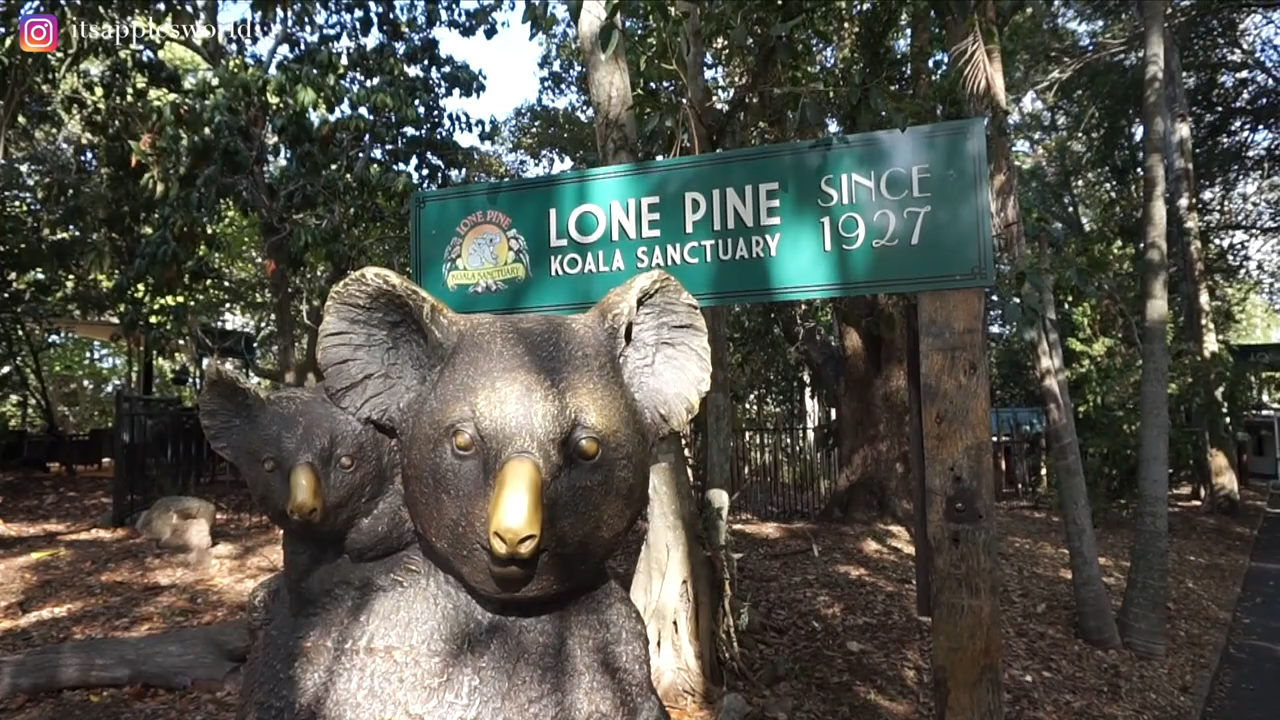 itsapplesworld
LONE PINE
KOALA SANCTUARY
LONE PINE
KOALA SANCTUARY
SINCE
1927